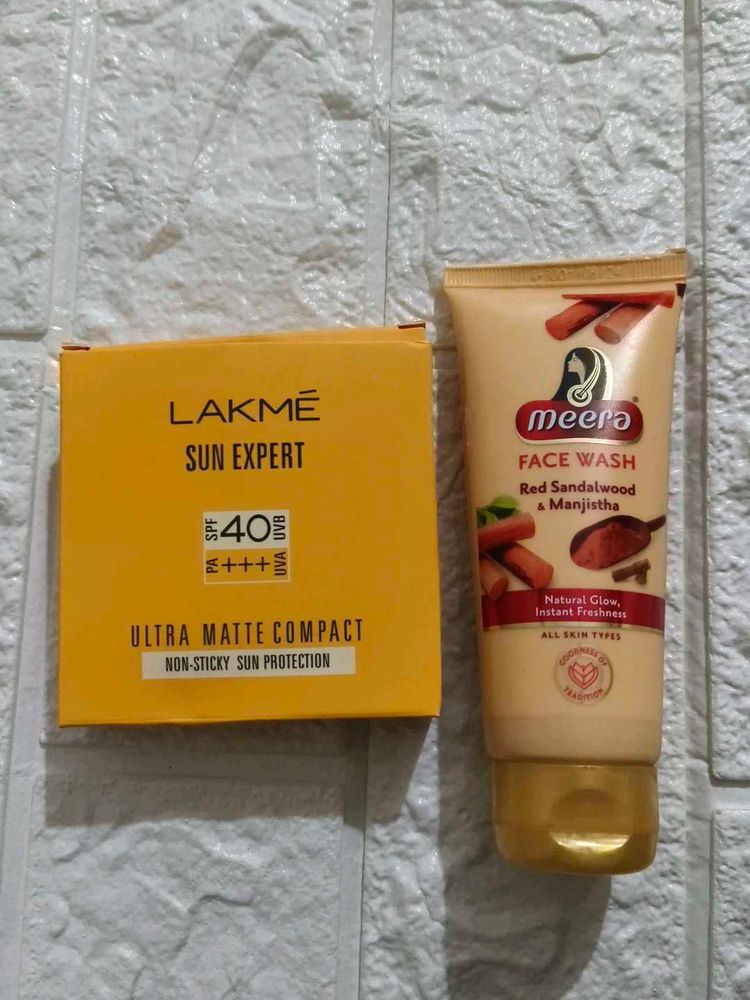 LAKMÉ
SUN EXPERT
SPF 40 UVB
PA +++ UVA
ULTRA MATTE COMPACT
NON-STICKY SUN PROTECTION
meera®
FACE WASH
Red Sandalwood
& Manjistha
Natural Glow,
Instant Freshness
ALL SKIN TYPES
GOODNESS OF
TRADITION